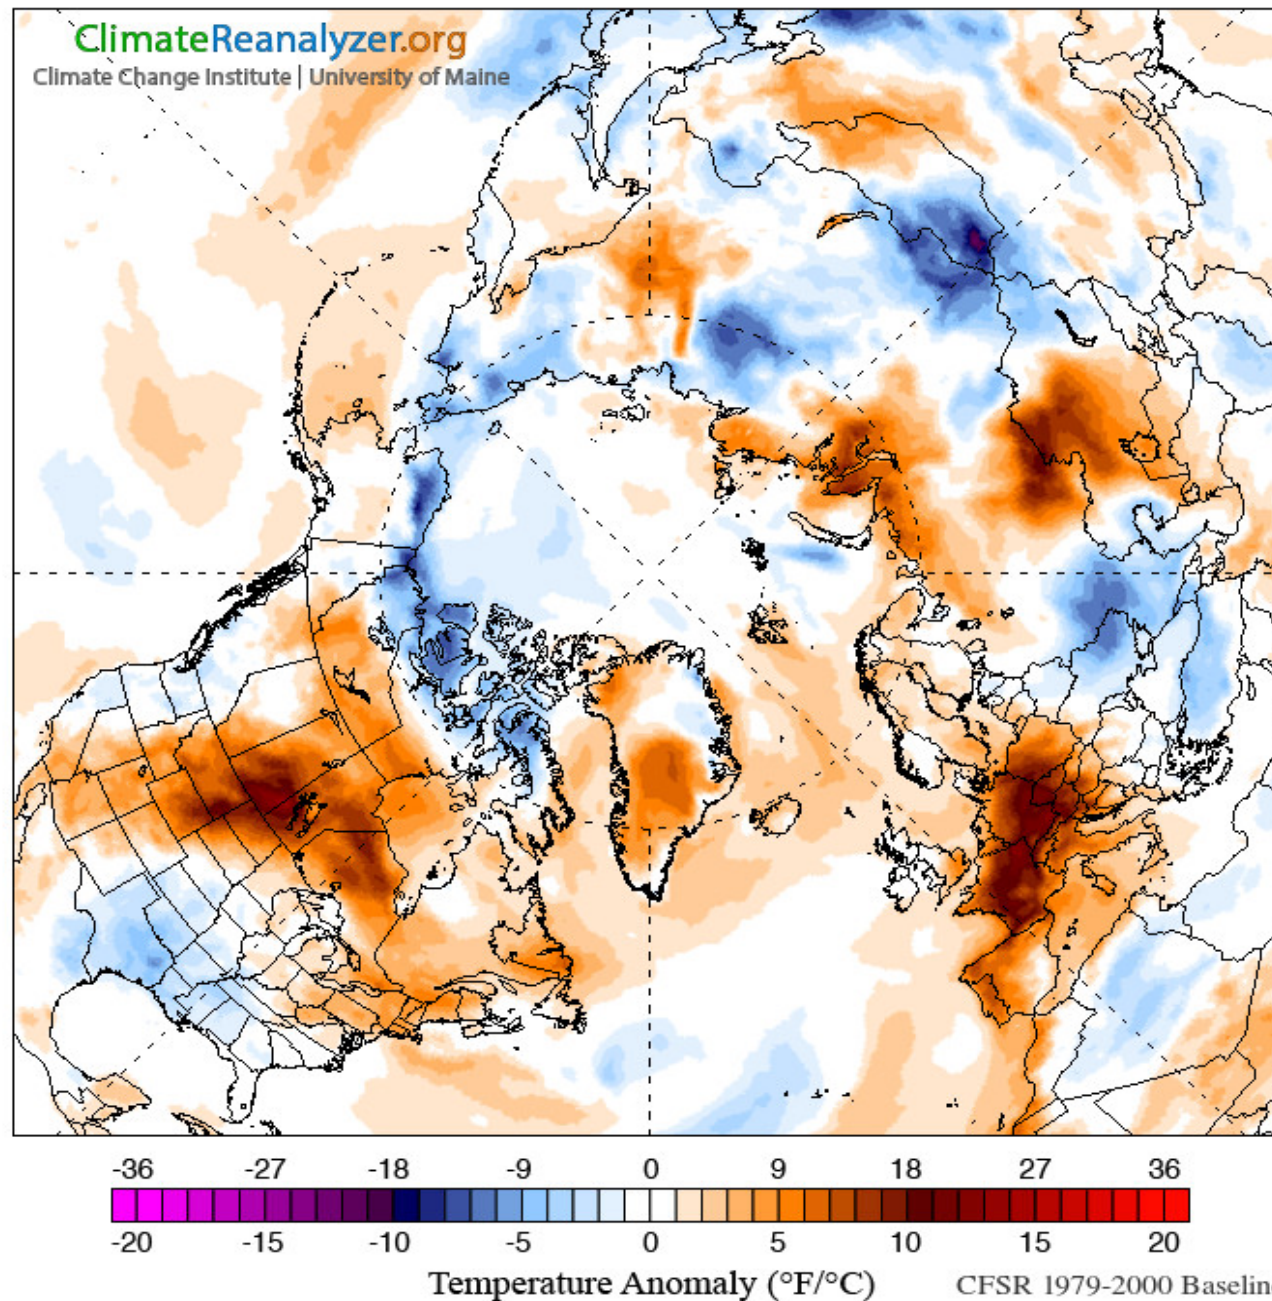 ClimateReanalyzer.org
Climate Change Institute | University of Maine
-36 -27 -18 -9 0 9 18 27 36
-20 -15 -10 -5 0 5 10 15 20
Temperature Anomaly (°F/°C) CFSR 1979-2000 Baselin